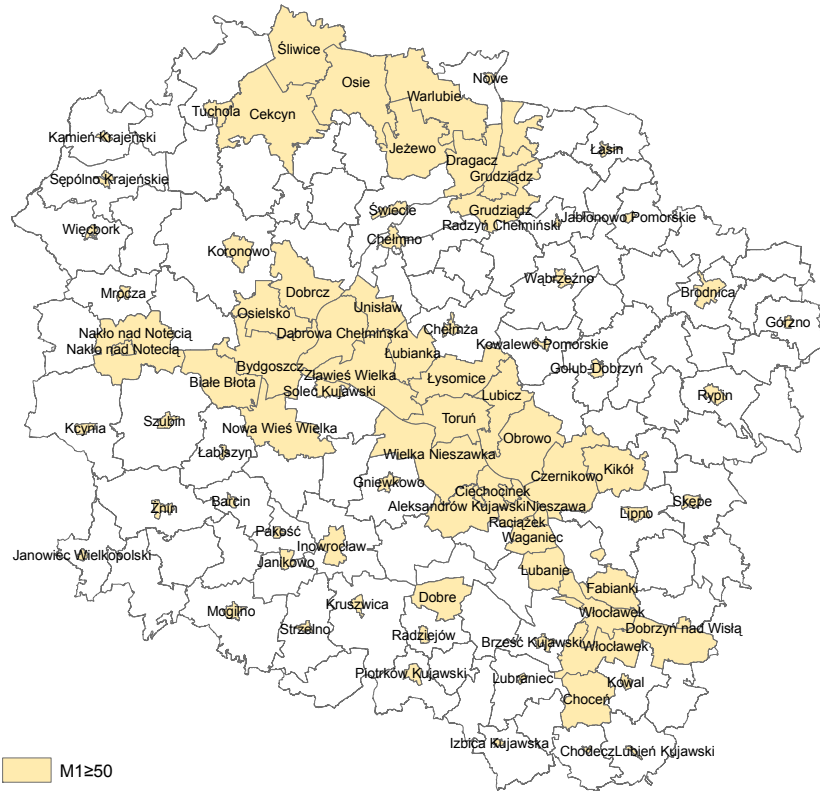 Śliwice
Osie
Nowe
Warlubie
Tuchola
Cekcyn
Kamień Krajeński
Jeżewo
Łasin
Dragacz
Sępólno Krajeńskie
Grudziądz
Świecie
Grudziądz
Jabłonowo Pomorskie
Radzyń Chełmiński
Więcbork
Chełmno
Koronowo
Wąbrzeźno
Mrocza
Dobrcz
Brodnica
Unisław
Osielsko
Górzno
Nakło nad Notecią
Dąbrowa Chełmińska
Chełmża
Kowalewo Pomorskie
Nakło nad Notecią
Łubianka
Bydgoszcz
Golub-Dobrzyń
Zławieś Wielka
Białe Błota
Łysomice
Solec Kujawski
Lubicz
Rypin
Szubin
Toruń
Kcynia
Nowa Wieś Wielka
Obrowo
Łabiszyn
Wielka Nieszawka
Kikół
Czernikowo
Gniewkowo
Ciechocinek
Barcin
Skępe
Żnin
Aleksandrów Kujawski
Nieszawa
Lipno
Raciążek
Pakość
Waganiec
Inowrocław
Janowiec Wielkopolski
Janikowo
Lubanie
Fabianki
Dobre
Kruszwica
Mogilno
Włocławek
Strzelno
Dobrzyń nad Wisłą
Radziejów
Brześć Kujawski
Włocławek
Piotrków Kujawski
Lubraniec
Kowal
Choceń
Izbica Kujawska
Chodecz
Lubień Kujawski
M1≥50